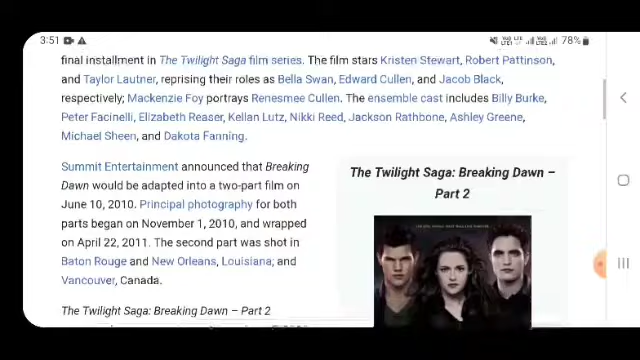 3:51 78%
final installment in The Twilight Saga film series. The film stars Kristen Stewart, Robert Pattinson,
and Taylor Lautner, reprising their roles as Bella Swan, Edward Cullen, and Jacob Black,
respectively; Mackenzie Foy portrays Renesmee Cullen. The ensemble cast includes Billy Burke,
Peter Facinelli, Elizabeth Reaser, Kellan Lutz, Nikki Reed, Jackson Rathbone, Ashley Greene,
Michael Sheen, and Dakota Fanning.
Summit Entertainment announced that Breaking
Dawn would be adapted into a two-part film on
June 10, 2010. Principal photography for both
parts began on November 1, 2010, and wrapped
on April 22, 2011. The second part was shot in
Baton Rouge and New Orleans, Louisiana; and
Vancouver, Canada.
The Twilight Saga: Breaking Dawn – Part 2
The Twilight Saga: Breaking Dawn –
Part 2